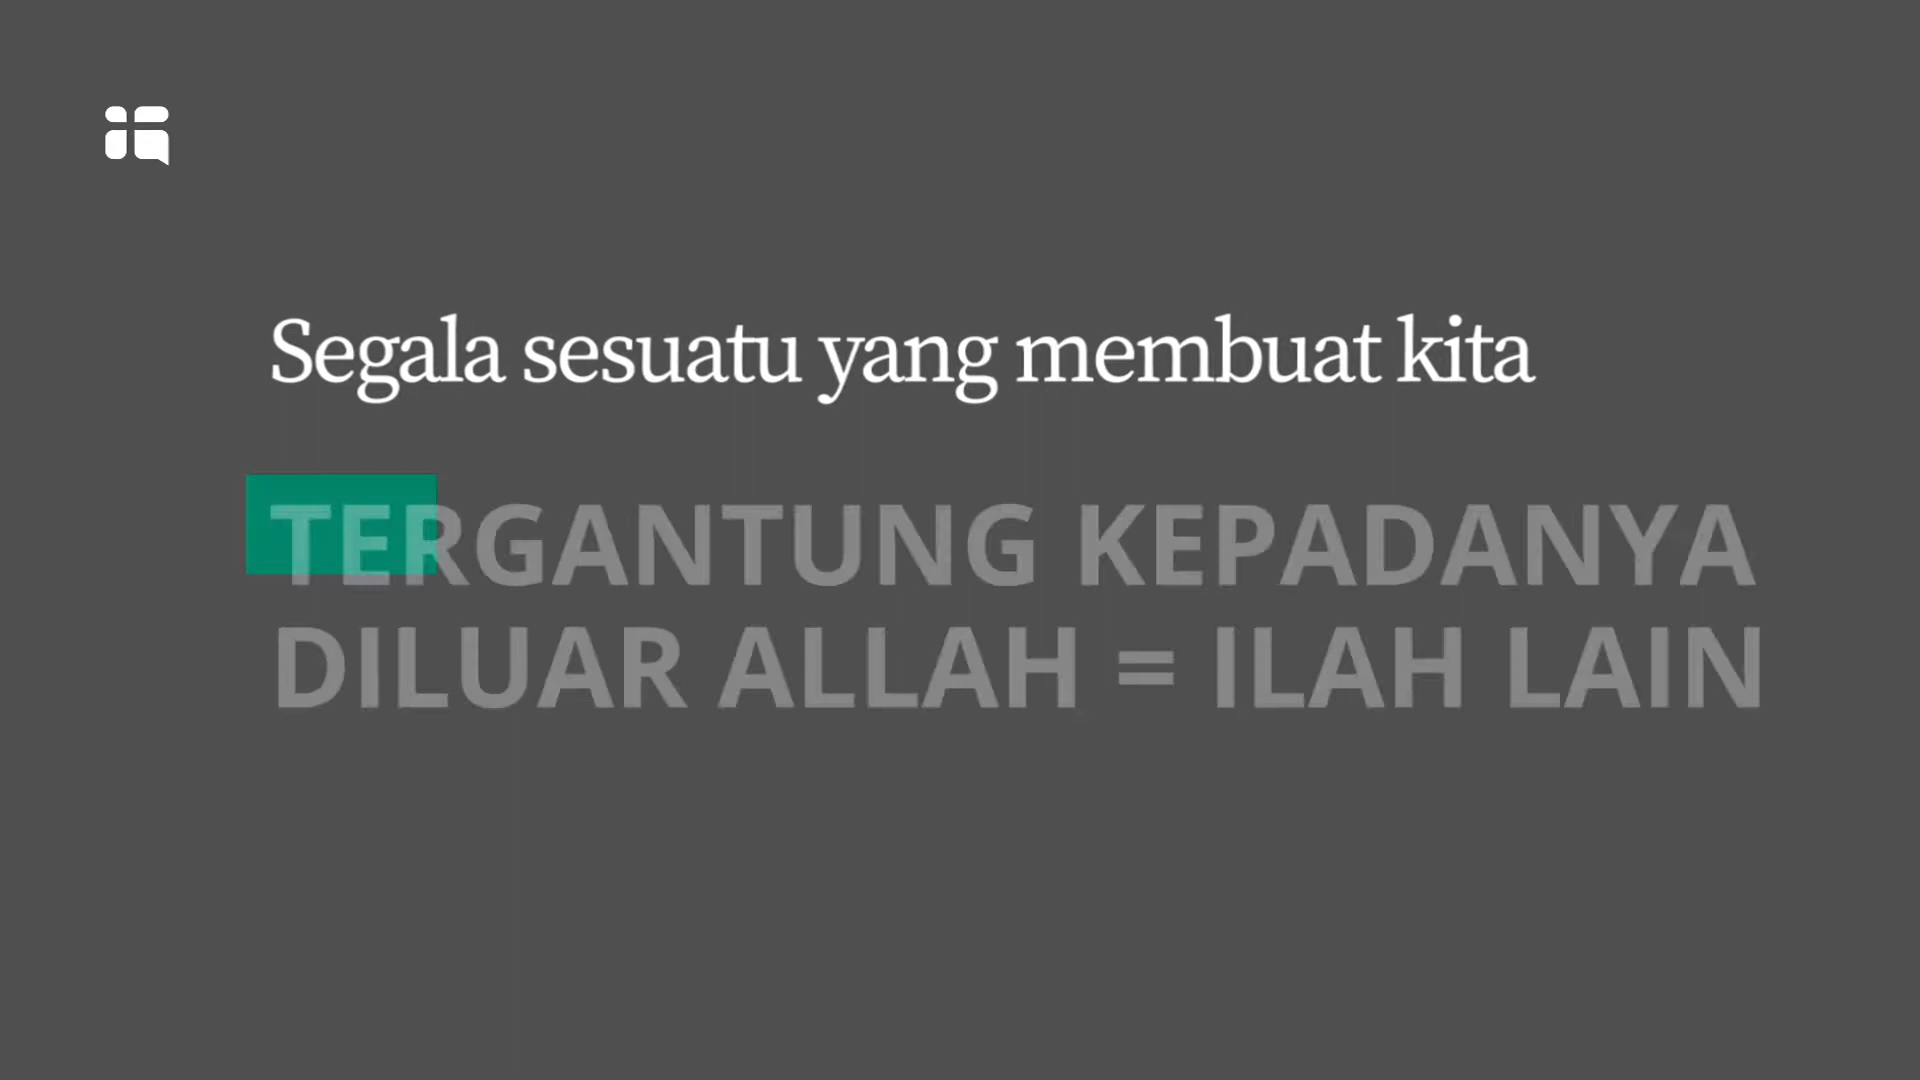 Segala sesuatu yang membuat kita
TERGANTUNG KEPADANYA
DILUAR ALLAH = ILAH LAIN